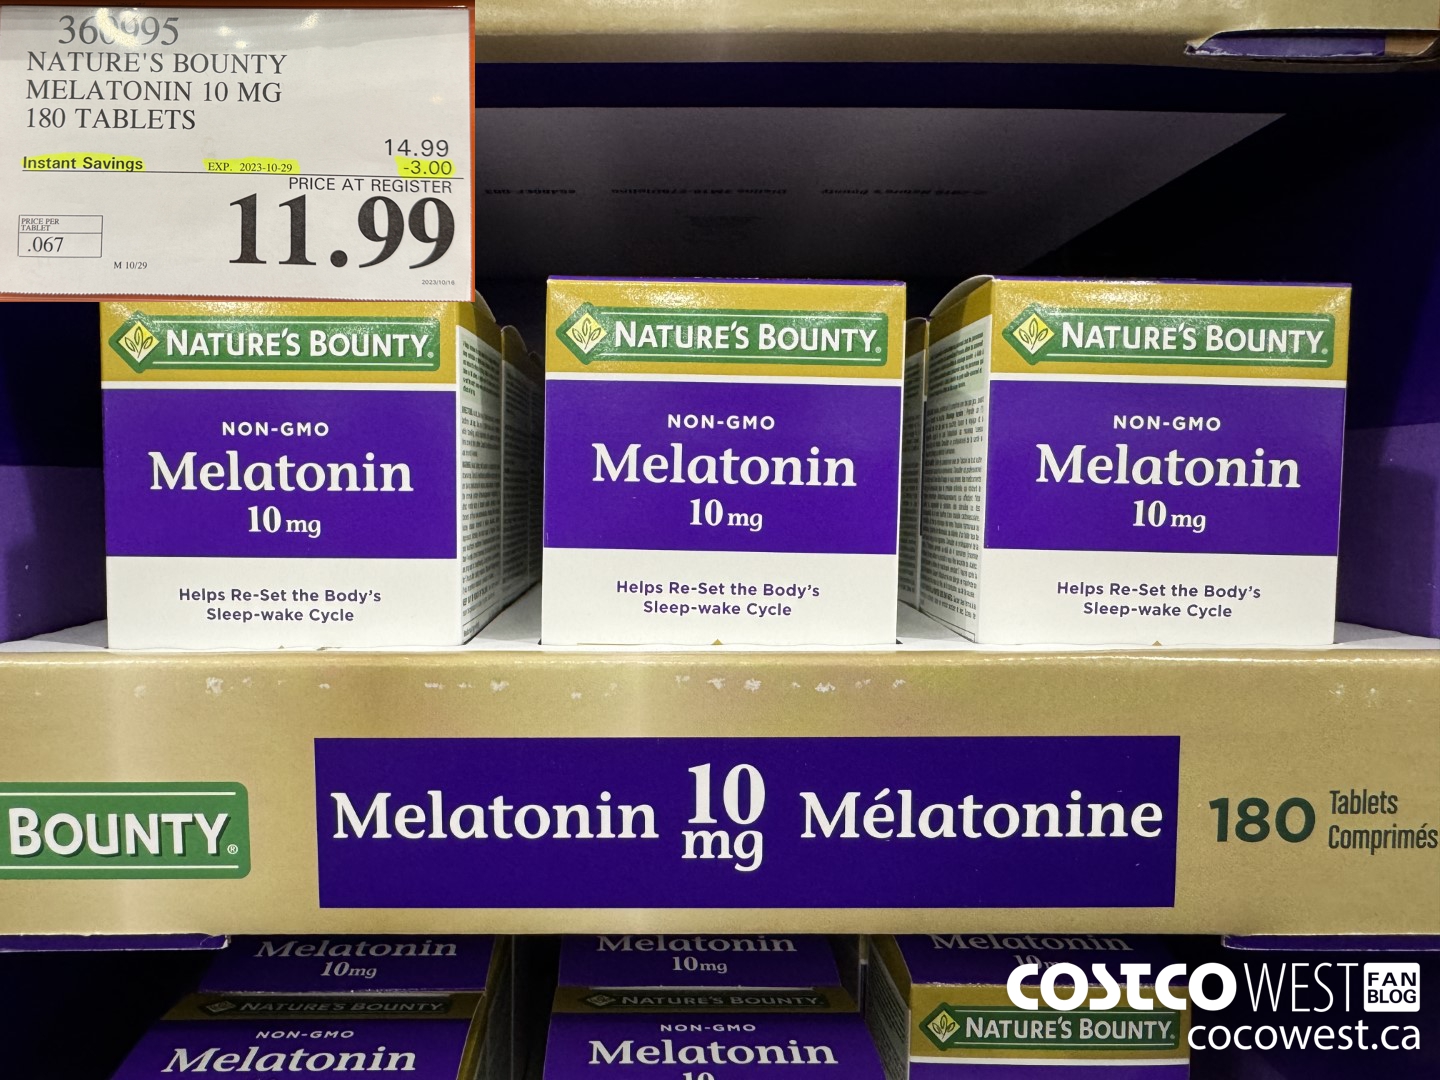 360995
NATURE'S BOUNTY
MELATONIN 10 MG
180 TABLETS
14.99
Instant Savings EXP. 2023-10-29 -3.00
PRICE AT REGISTER
11.99
PRICE PER
TABLET
.067
M 10/29
2023/10/16
NATURE'S BOUNTY®
NON-GMO
Melatonin
10 mg
Helps Re-Set the Body's
Sleep-wake Cycle
NATURE'S BOUNTY®
NON-GMO
Melatonin
10 mg
Helps Re-Set the Body's
Sleep-wake Cycle
NATURE'S BOUNTY®
NON-GMO
Melatonin
10 mg
Helps Re-Set the Body's
Sleep-wake Cycle
BOUNTY®
Melatonin 10 mg Mélatonine
180 Tablets
Comprimés
Melatonin
10mg
NATURE'S BOUNTY
NON-GMO
Melatonin
Melatonin
10mg
NATURE'S BOUNTY
NON-GMO
Melatonin
10
Melatonin
10m
NATURE'S BOUNTY®
COSTCO WEST FAN
BLOG
cocowest.ca